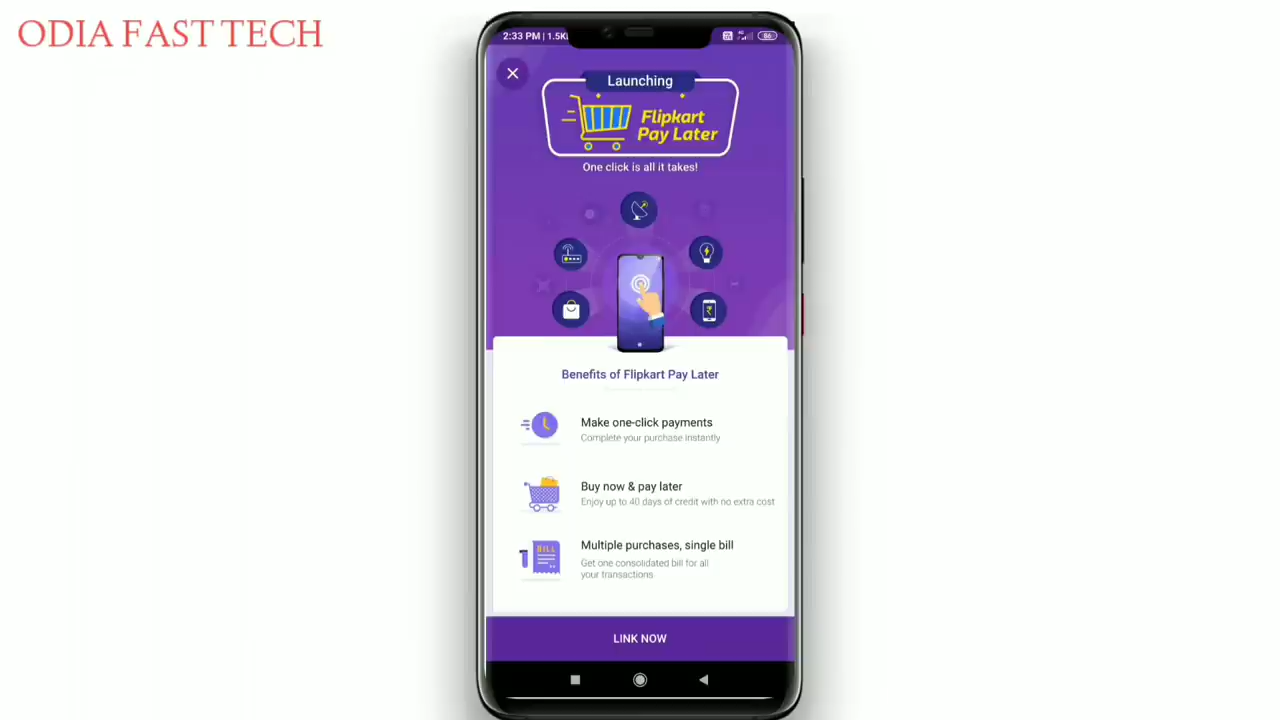 ODIA FAST TECH
2:33 PM | 1.5K
86
Launching
Flipkart
Pay Later
One click is all it takes!
Benefits of Flipkart Pay Later
Make one-click payments
Complete your purchase instantly
Buy now & pay later
Enjoy up to 40 days of credit with no extra cost
BILL
Multiple purchases, single bill
Get one consolidated bill for all
your transactions
LINK NOW